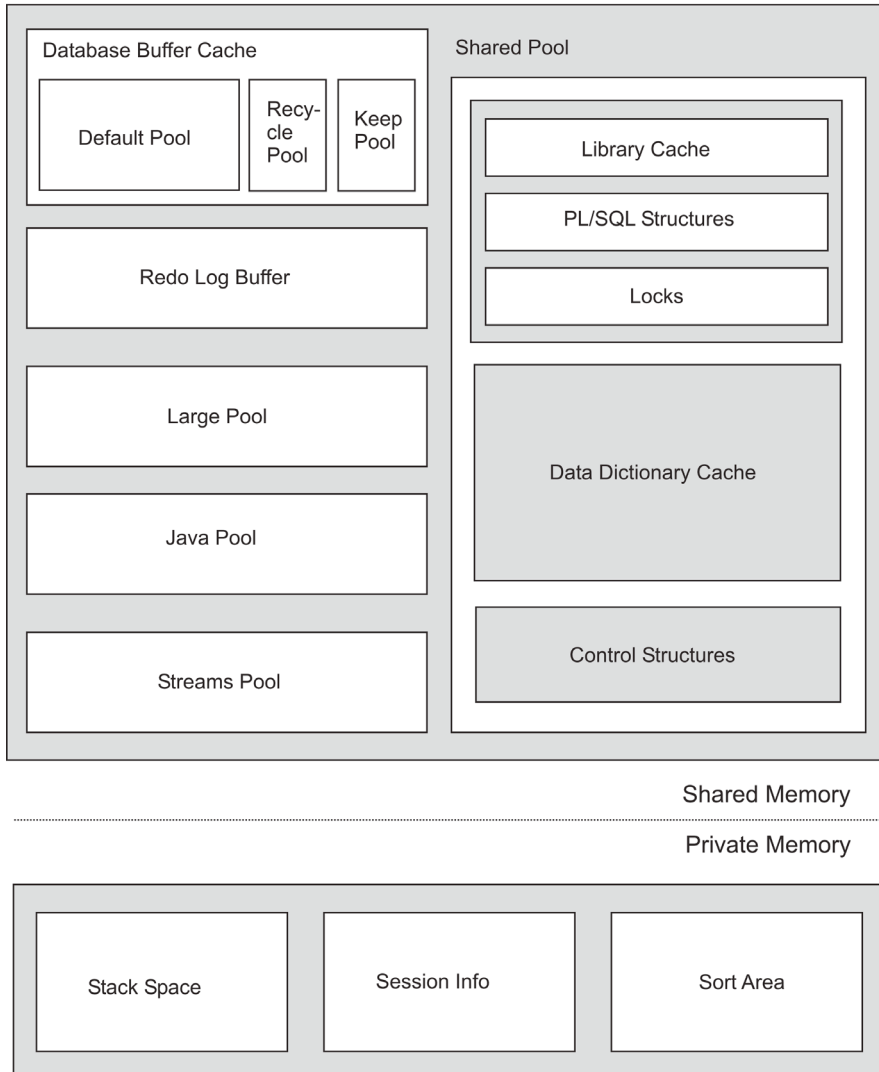 Database Buffer Cache
Default Pool
Recy-
cle
Pool
Keep
Pool
Redo Log Buffer
Large Pool
Java Pool
Streams Pool
Shared Pool
Library Cache
PL/SQL Structures
Locks
Data Dictionary Cache
Control Structures
Shared Memory
Private Memory
Stack Space
Session Info
Sort Area